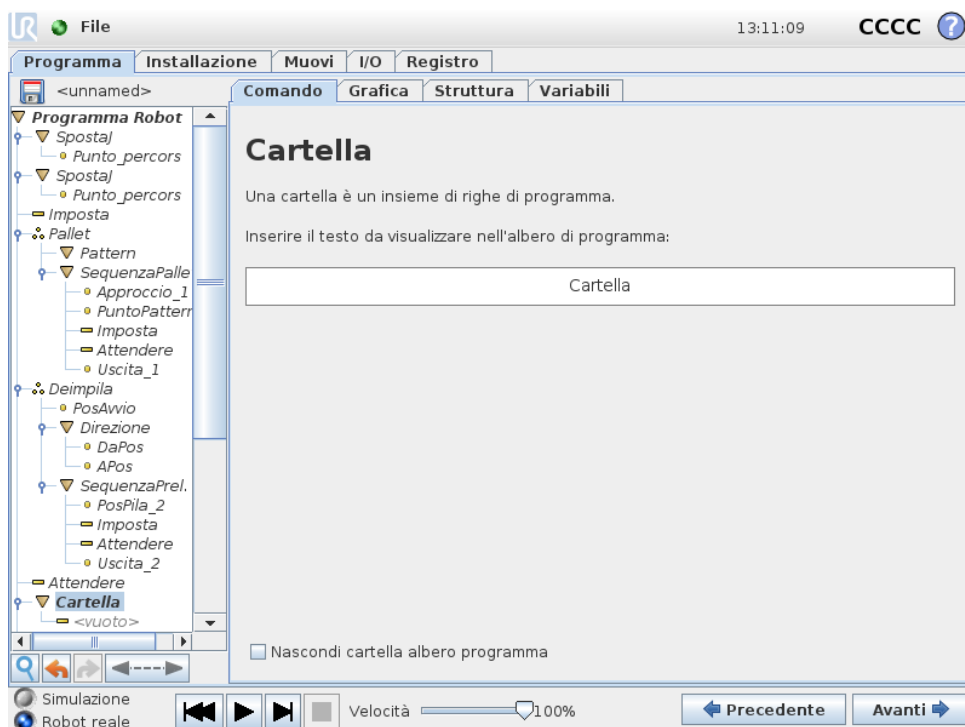 UR File 13:11:09 CCCC ?
Programma Installazione Muovi I/O Registro
<unnamed> Comando Grafica Struttura Variabili
Programma Robot
SpostaJ
Punto_percors
SpostaJ
Punto_percors
Imposta
Pallet
Pattern
SequenzaPalle
Approccio_1
PuntoPattern
Imposta
Attendere
Uscita_1
Deimpila
PosAvvio
Direzione
DaPos
APos
SequenzaPrel.
PosPila_2
Imposta
Attendere
Uscita_2
Attendere
Cartella
<vuoto>
Cartella
Una cartella è un insieme di righe di programma.
Inserire il testo da visualizzare nell'albero di programma:
Cartella
Nascondi cartella albero programma
Simulazione
Robot reale
Velocità 100%
Precedente Avanti